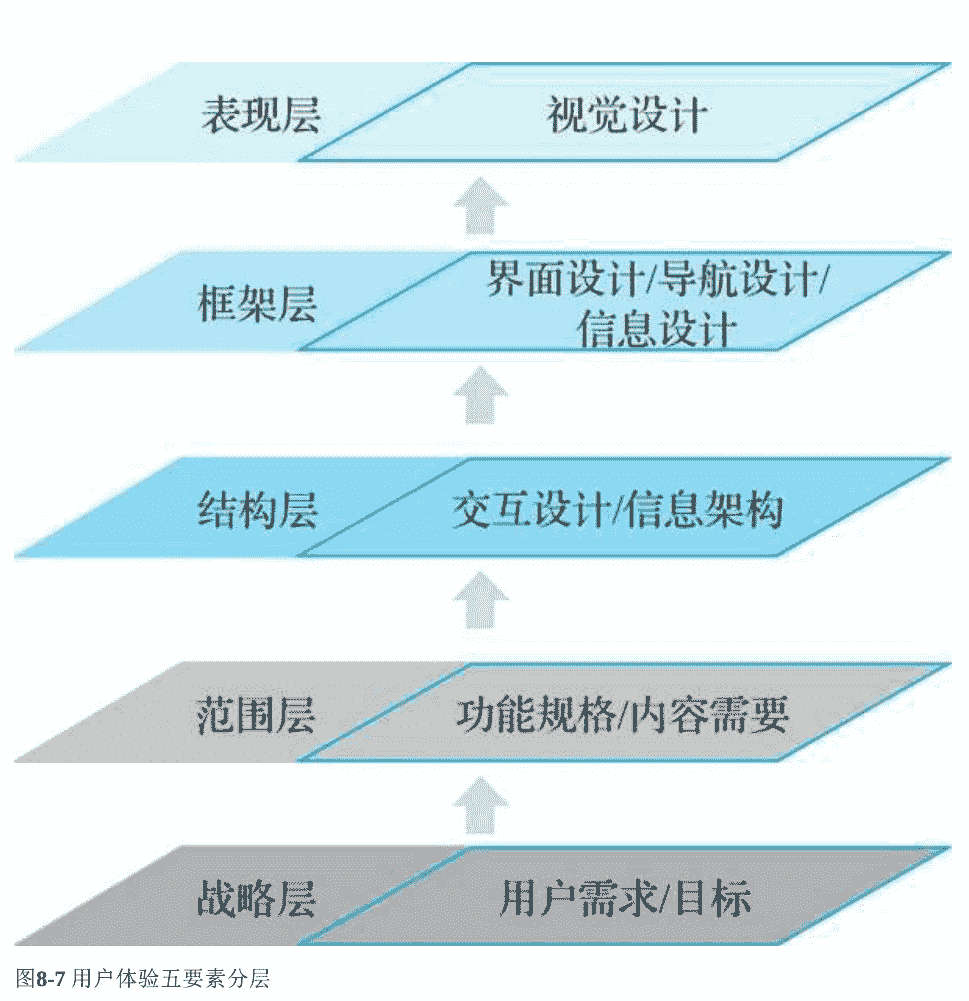 表现层 视觉设计
框架层 界面设计/导航设计/
信息设计
结构层 交互设计/信息架构
范围层 功能规格/内容需要
战略层 用户需求/目标
图8-7 用户体验五要素分层